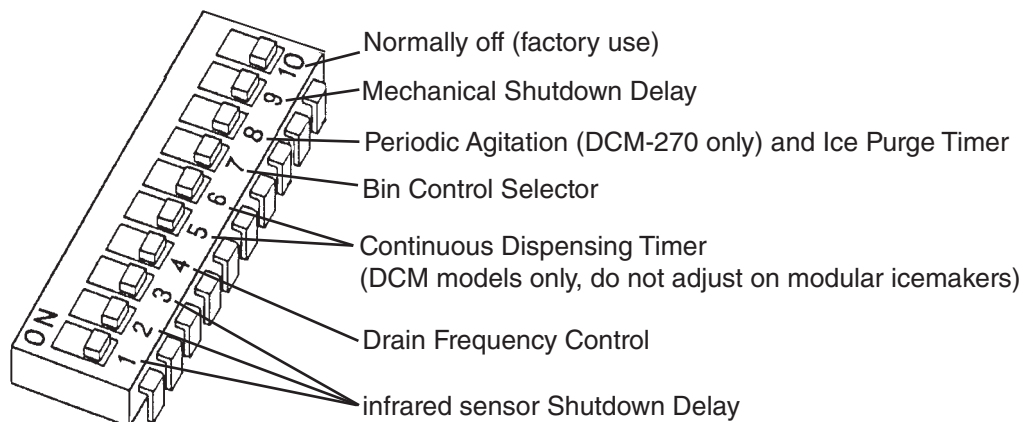 Normally off (factory use)
Mechanical Shutdown Delay
Periodic Agitation (DCM-270 only) and Ice Purge Timer
Bin Control Selector
Continuous Dispensing Timer
(DCM models only, do not adjust on modular icemakers)
Drain Frequency Control
infrared sensor Shutdown Delay
ON
10
9
8
7
6
5
4
3
2
1